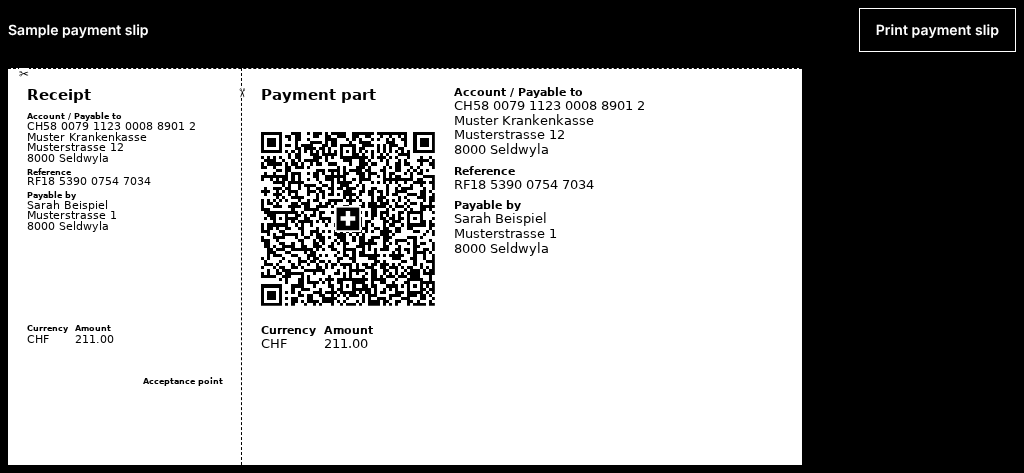 Sample payment slip
Print payment slip
Receipt
Account / Payable to
CH58 0079 1123 0008 8901 2
Muster Krankenkasse
Musterstrasse 12
8000 Seldwyla
Reference
RF18 5390 0754 7034
Payable by
Sarah Beispiel
Musterstrasse 1
8000 Seldwyla
Currency Amount
CHF 211.00
Acceptance point
Payment part
Currency Amount
CHF 211.00
Account / Payable to
CH58 0079 1123 0008 8901 2
Muster Krankenkasse
Musterstrasse 12
8000 Seldwyla
Reference
RF18 5390 0754 7034
Payable by
Sarah Beispiel
Musterstrasse 1
8000 Seldwyla